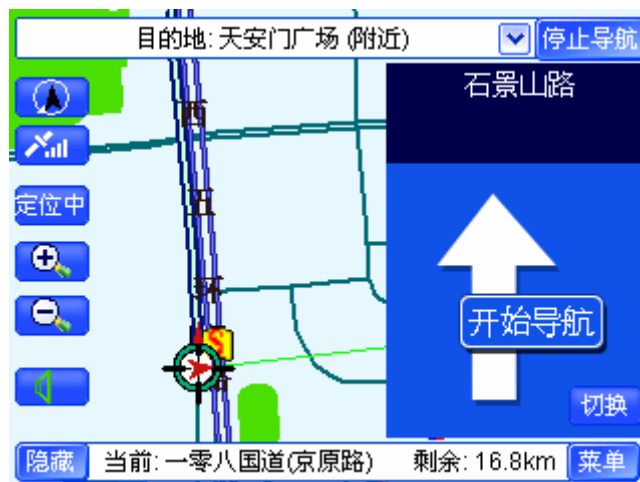 目的地: 天安门广场 (附近)
停止导航
石景山路
西
五
环
定位中
S
开始导航
切换
隐藏
当前: 一零八国道(京原路)
剩余: 16.8km
菜单